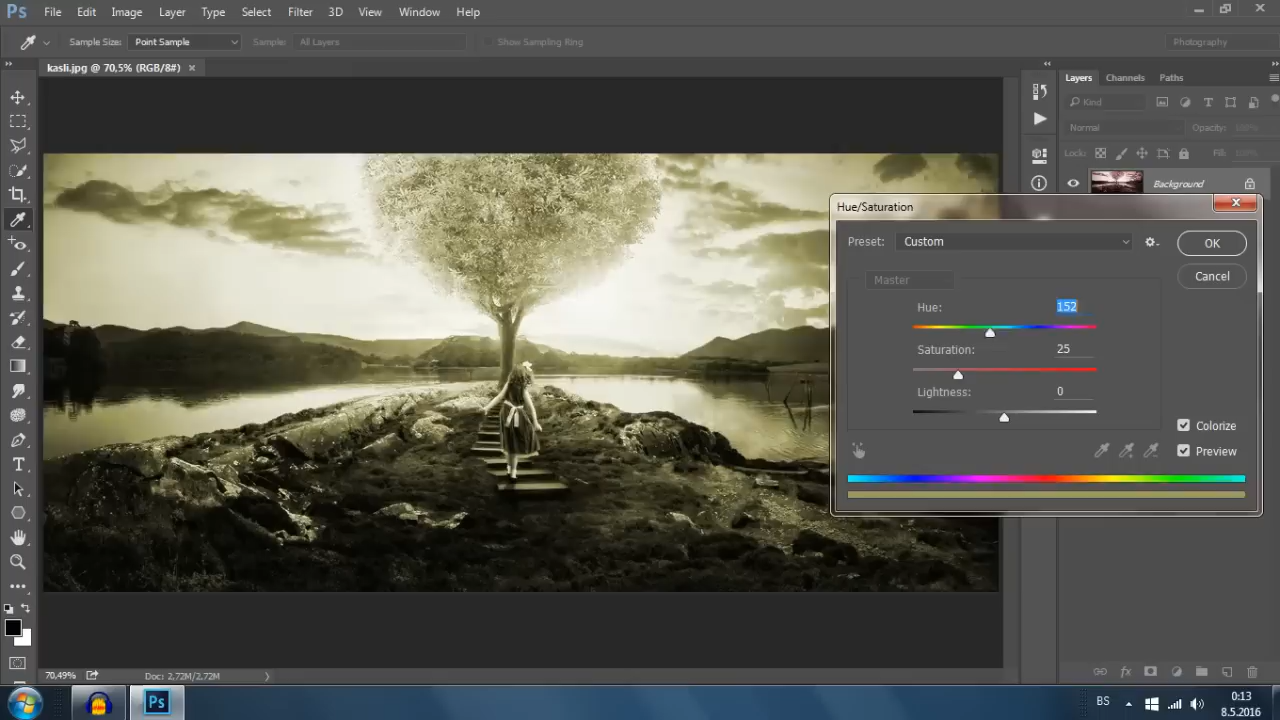 Ps File Edit Image Layer Type Select Filter 3D View Window Help
Sample Size: Point Sample Sample: All Layers Show Sampling Ring Photography
kasli.jpg @ 70,5% (RGB/8#)
Layers Channels Paths
Kind
Normal Opacity: 100%
Lock: Fill: 100%
Background
Hue/Saturation
Preset: Custom
OK
Master
Cancel
Hue: 152
Saturation: 25
Lightness: 0
Colorize
Preview
70,49% Doc: 2,72M/2,72M
Ps
BS
0:13
8.5.2016